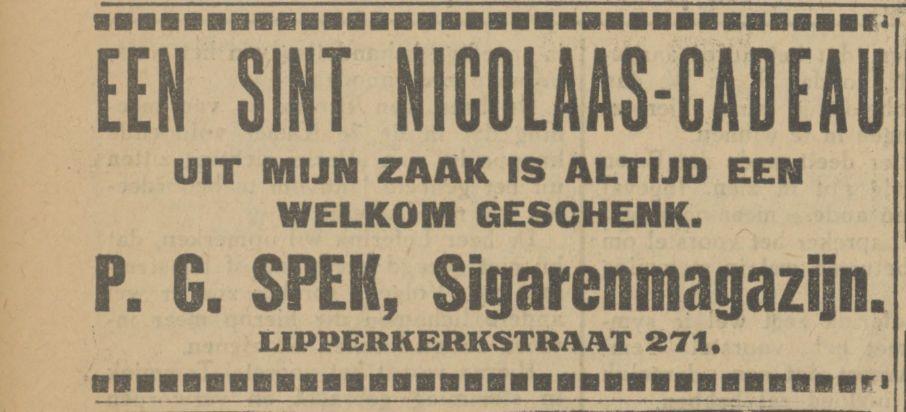 EEN SINT NICOLAAS-CADEAU
UIT MIJN ZAAK IS ALTIJD EEN
WELKOM GESCHENK.
P. G. SPEK, Sigarenmagazijn.
LIPPERKERKSTRAAT 271.